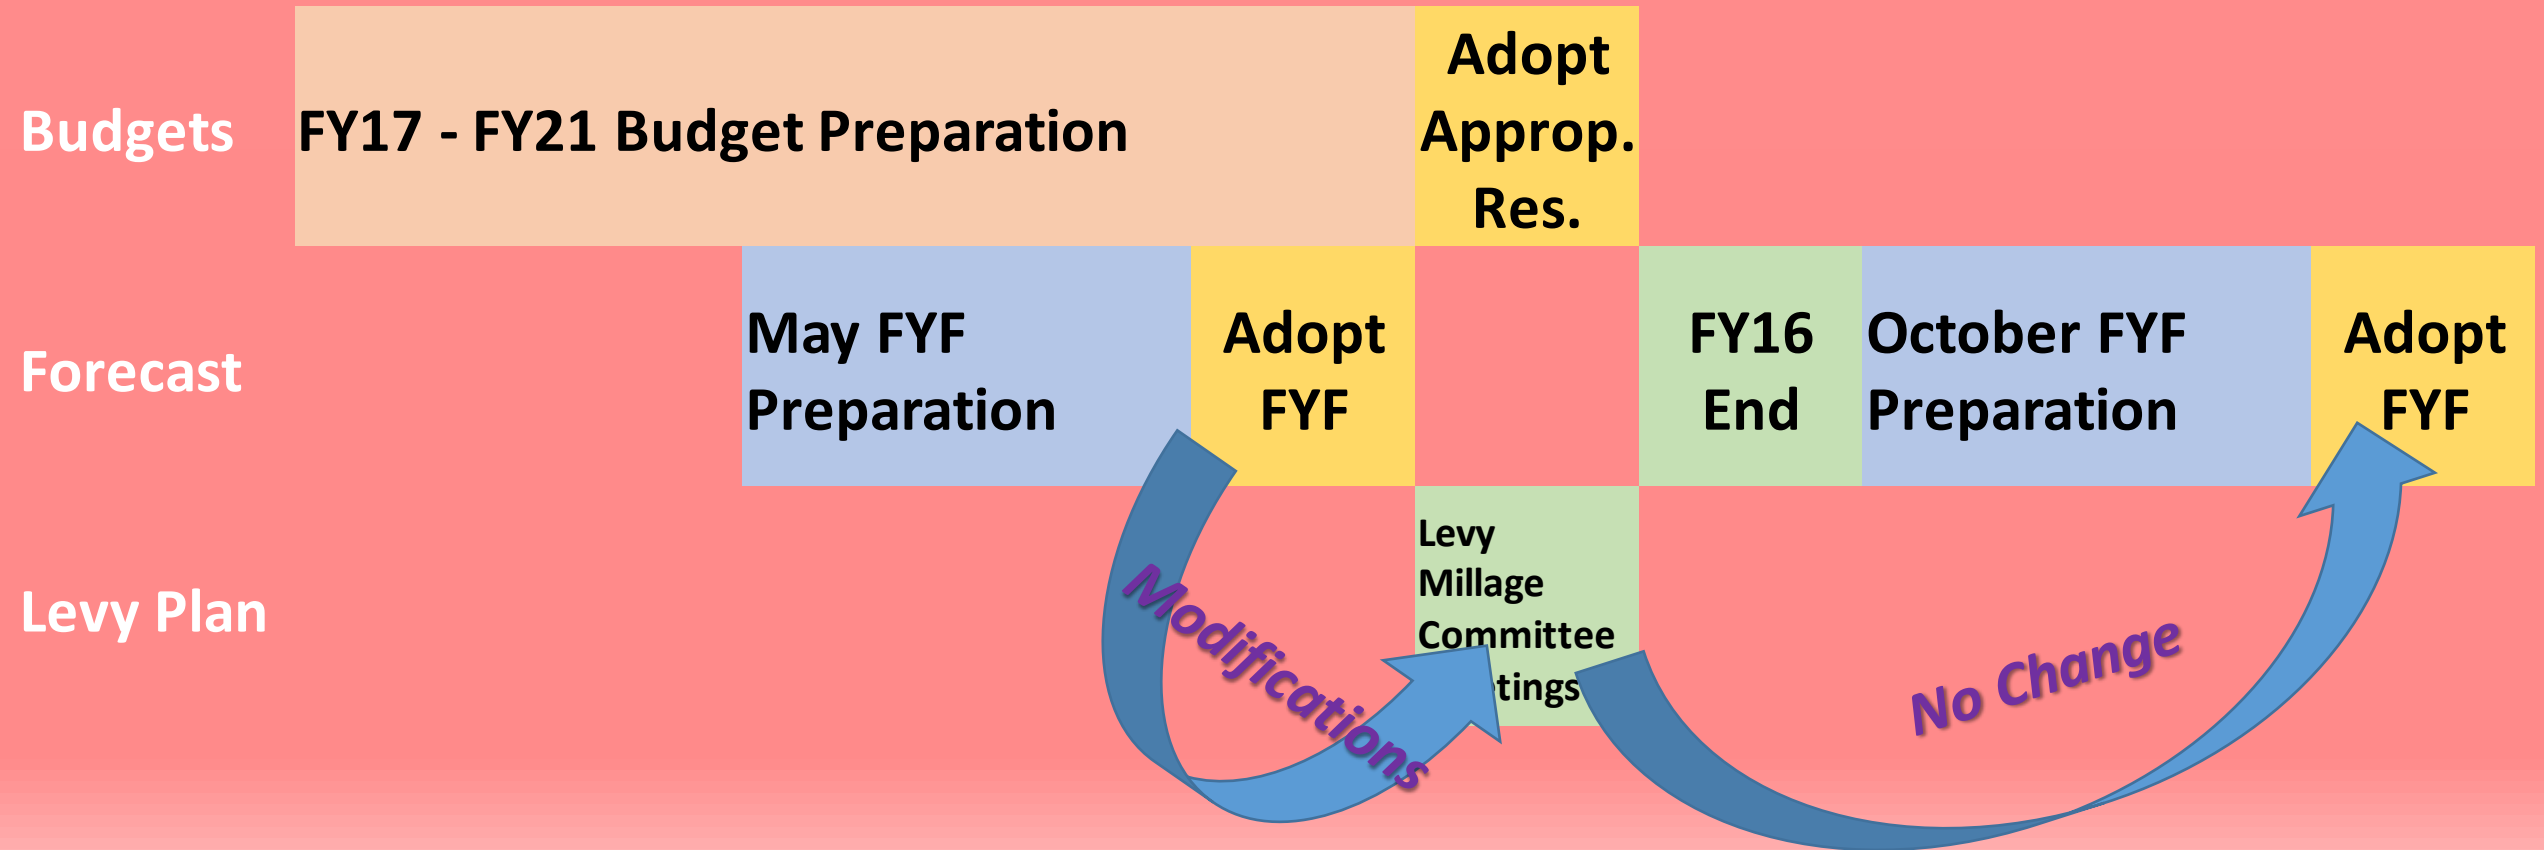 Budgets
FY17 - FY21 Budget Preparation
Adopt
Approp.
Res.
Forecast
May FYF
Preparation
Adopt
FYF
FY16
End
October FYF
Preparation
Adopt
FYF
Levy Plan
Levy
Millage
Committee
Modifications
No Change